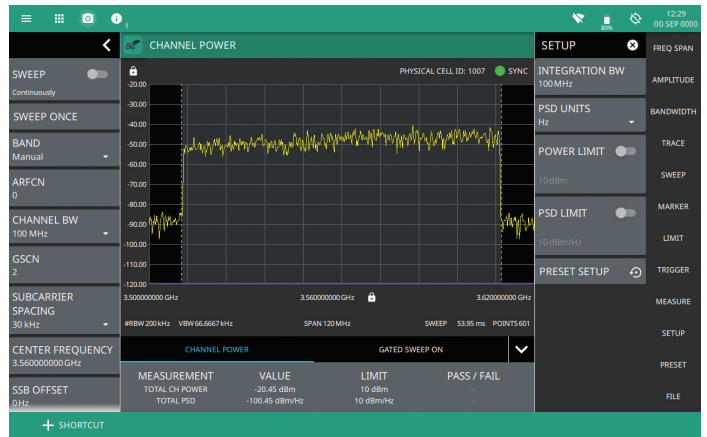 1
80%
12:29
00 SEP 0000
SWEEP
Continuously
SWEEP ONCE
BAND
Manual
ARFCN
0
CHANNEL BW
100 MHz
GSCN
2
SUBCARRIER
SPACING
30 kHz
CENTER FREQUENCY
3.560000000 GHz
SSB OFFSET
0 Hz
SHORTCUT
5G CHANNEL POWER
PHYSICAL CELL ID: 1007 SYNC
-20.00
-30.00
-40.00
-50.00
-60.00
-70.00
-80.00
-90.00
-100.00
-110.00
-120.00
3.500000000 GHz 3.560000000 GHz 3.620000000 GHz
#RBW 200 kHz VBW 66.6667 kHz SPAN 120 MHz SWEEP 53.95 ms POINTS 601
CHANNEL POWER GATED SWEEP ON
MEASUREMENT VALUE LIMIT PASS / FAIL
TOTAL CH POWER -20.45 dBm 10 dBm --
TOTAL PSD -100.45 dBm/Hz 10 dBm/Hz --
SETUP
INTEGRATION BW
100 MHz
PSD UNITS
Hz
POWER LIMIT
10 dBm
PSD LIMIT
10 dBm/Hz
PRESET SETUP
FREQ SPAN
AMPLITUDE
BANDWIDTH
TRACE
SWEEP
MARKER
LIMIT
TRIGGER
MEASURE
SETUP
PRESET
FILE